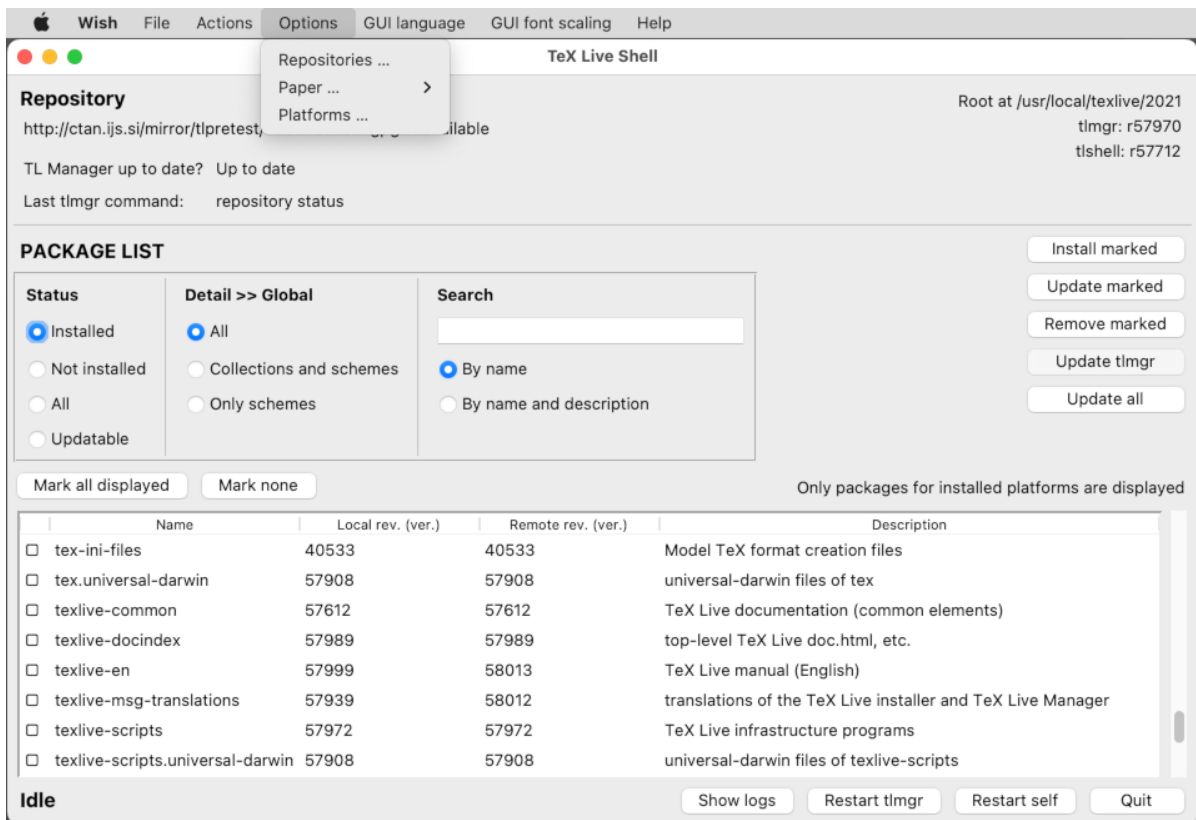 Wish File Actions Options GUI language GUI font scaling Help
TeX Live Shell
Repositories ...
Paper ...
Platforms ...
Repository
http://ctan.ijs.si/mirror/tlpretest/
Root at /usr/local/texlive/2021
tlmgr: r57970
tlshell: r57712
TL Manager up to date? Up to date
Last tlmgr command: repository status
PACKAGE LIST
Status
Installed
Not installed
All
Updatable
Detail >> Global
All
Collections and schemes
Only schemes
Search
By name
By name and description
Install marked
Update marked
Remove marked
Update tlmgr
Update all
Mark all displayed Mark none
Only packages for installed platforms are displayed
Name Local rev. (ver.) Remote rev. (ver.) Description
tex-ini-files 40533 40533 Model TeX format creation files
tex.universal-darwin 57908 57908 universal-darwin files of tex
texlive-common 57612 57612 TeX Live documentation (common elements)
texlive-docindex 57989 57989 top-level TeX Live doc.html, etc.
texlive-en 57999 58013 TeX Live manual (English)
texlive-msg-translations 57939 58012 translations of the TeX Live installer and TeX Live Manager
texlive-scripts 57972 57972 TeX Live infrastructure programs
texlive-scripts.universal-darwin 57908 57908 universal-darwin files of texlive-scripts
Idle
Show logs Restart tlmgr Restart self Quit